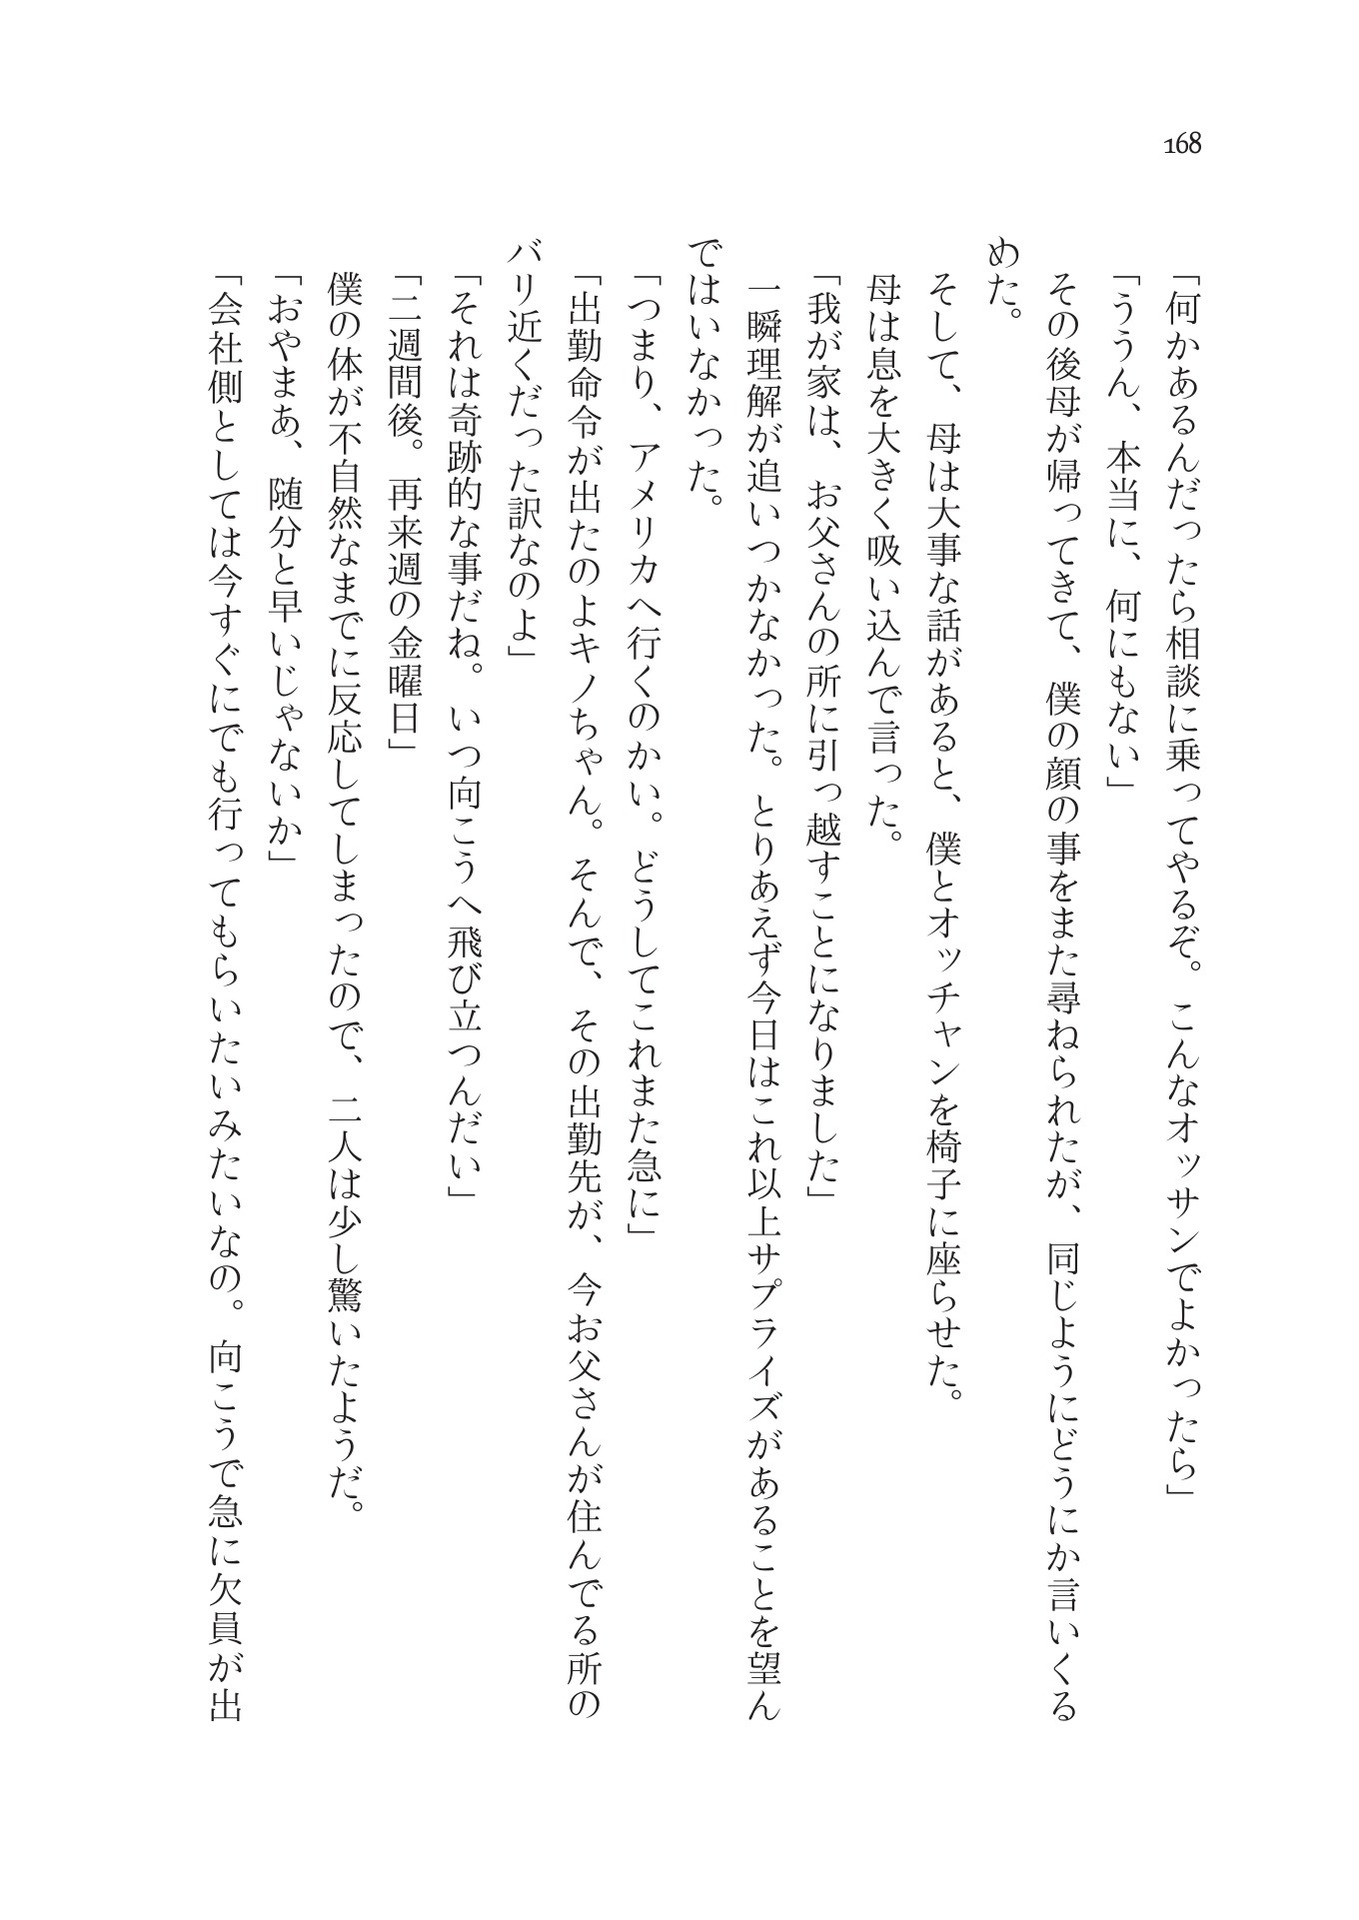 168
「何かあるんだったら相談に乗ってやるぞ。こんなオッサンでよかったら」
「ううん、本当に、何にもない」
その後母が帰ってきて、僕の顔の事をまた尋ねられたが、同じようにどうにか言いくる
めた。
そして、母は大事な話があると、僕とオッチャンを椅子に座らせた。
母は息を大きく吸い込んで言った。
「我が家は、お父さんの所に引っ越すことになりました」
一瞬理解が追いつかなかった。とりあえず今日はこれ以上サプライズがあることを望ん
ではいなかった。
「つまり、アメリカへ行くのかい。どうしてこれまた急に」
「出勤命令が出たのよキノちゃん。そんで、その出勤先が、今お父さんが住んでる所の
バリ近くだった訳なのよ」
「それは奇跡的な事だね。いつ向こうへ飛び立つんだい」
「二週間後。再来週の金曜日」
僕の体が不自然なまでに反応してしまったので、二人は少し驚いたようだ。
「おやまあ、随分と早いじゃないか」
「会社側としては今すぐにでも行ってもらいたいみたいなの。向こうで急に欠員が出